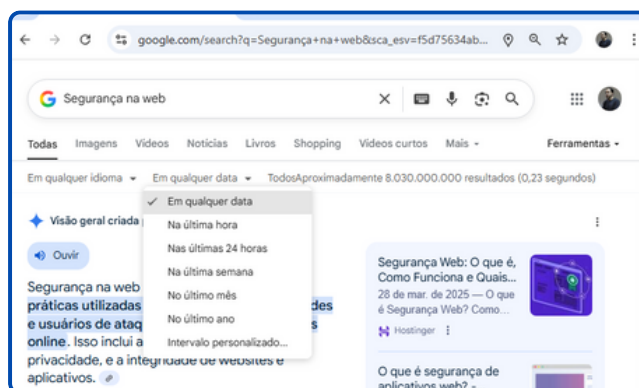 google.com/search?q=Segurança+na+web&sca_esv=f5d75634ab...
Segurança na web
Todas Imagens Vídeos Notícias Livros Shopping Vídeos curtos Mais Ferramentas
Em qualquer idioma Em qualquer data TodosAproximadamente 8.030.000.000 resultados (0,23 segundos)
Em qualquer data
Na última hora
Nas últimas 24 horas
Na última semana
No último mês
No último ano
Intervalo personalizado...
Visão geral criada
Ouvir
Segurança na web
práticas utilizadas des
e usuários de ataq s
online. Isso inclui a
privacidade, e a integridade de websites e
aplicativos.
Segurança Web: O que é,
Como Funciona e Quais...
28 de mar. de 2025 — O que
é Segurança Web? Como...
Hostinger
O que é segurança de
aplicativos web? -